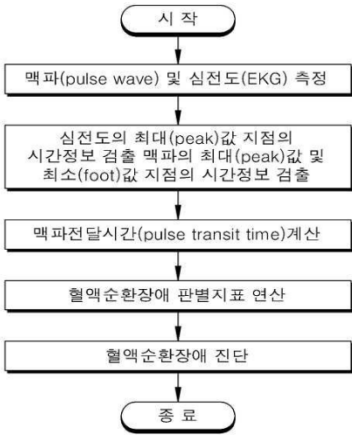 시 작
맥파(pulse wave) 및 심전도(EKG) 측정
심전도의 최대(peak)값 지점의
시간정보 검출 맥파의 최대(peak)값 및
최소(foot)값 지점의 시간정보 검출
맥파전달시간(pulse transit time)계산
혈액순환장애 판별지표 연산
혈액순환장애 진단
종 료